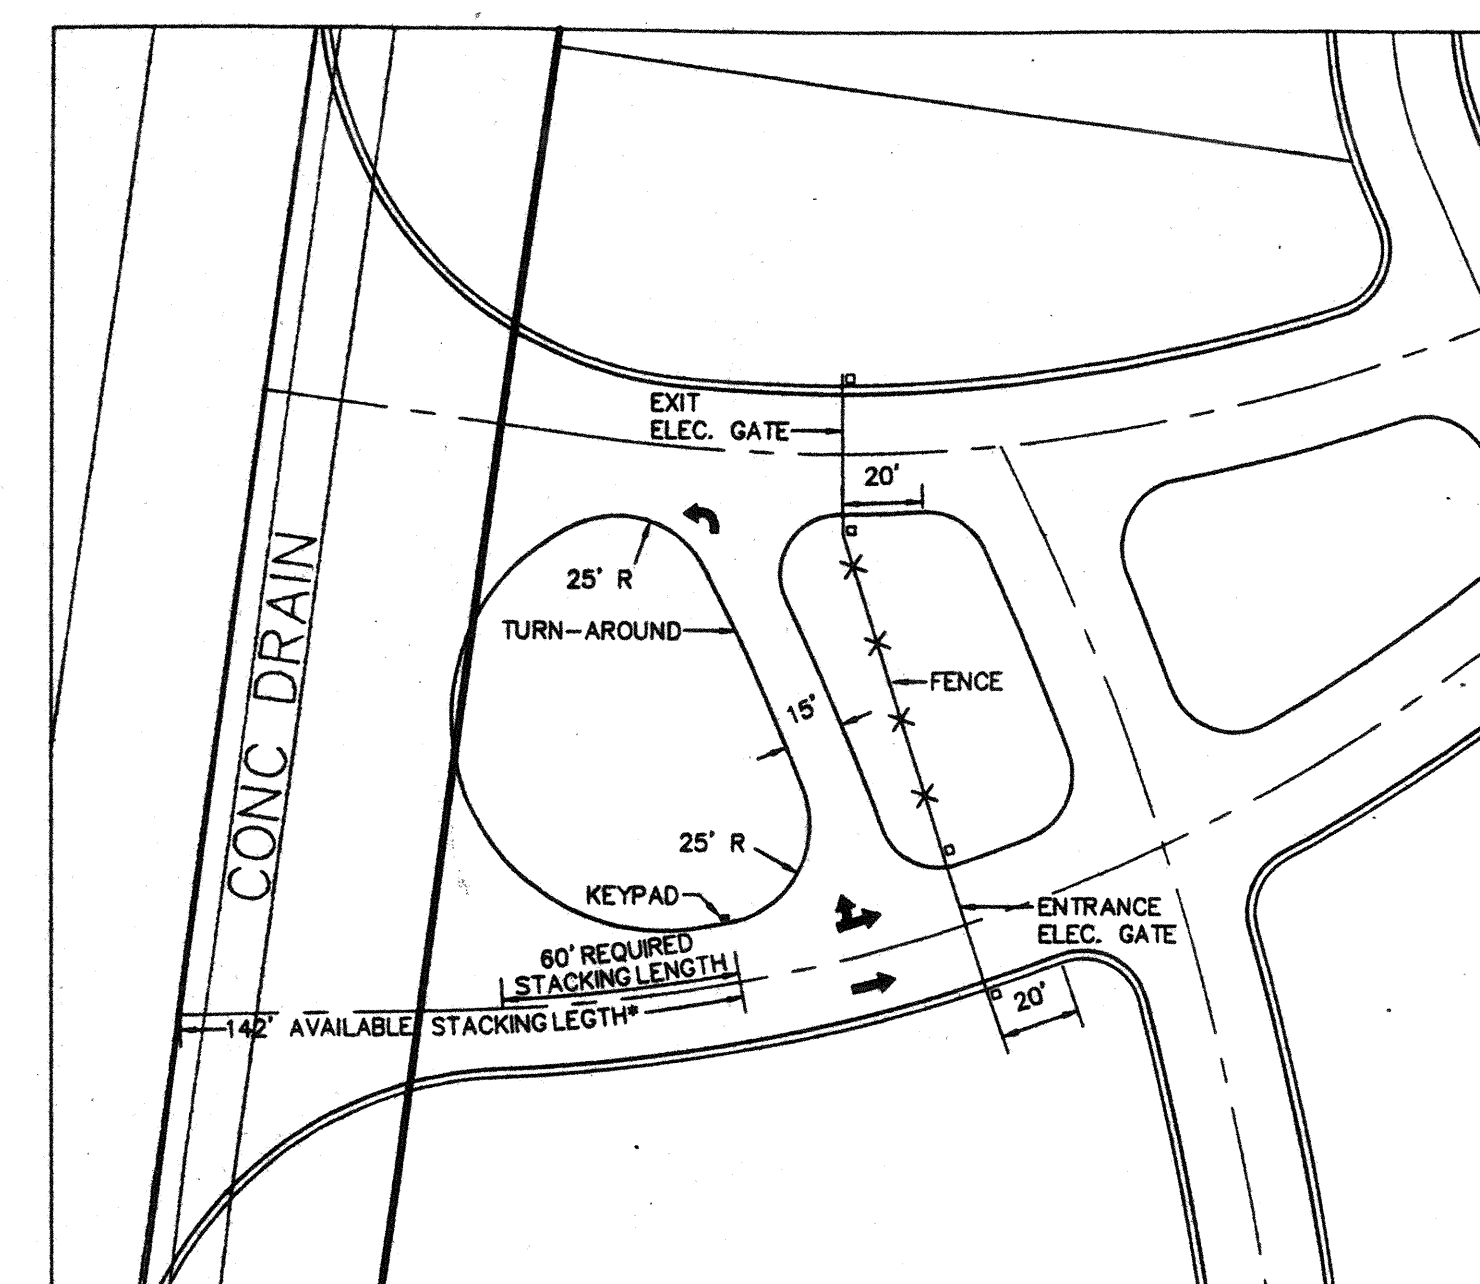 EXIT
ELEC. GATE
20'
25' R
TURN-AROUND
FENCE
15'
CONC DRAIN
25' R
KEYPAD
ENTRANCE
ELEC. GATE
60' REQUIRED
STACKING LENGTH
20'
142' AVAILABLE STACKING LEGTH*